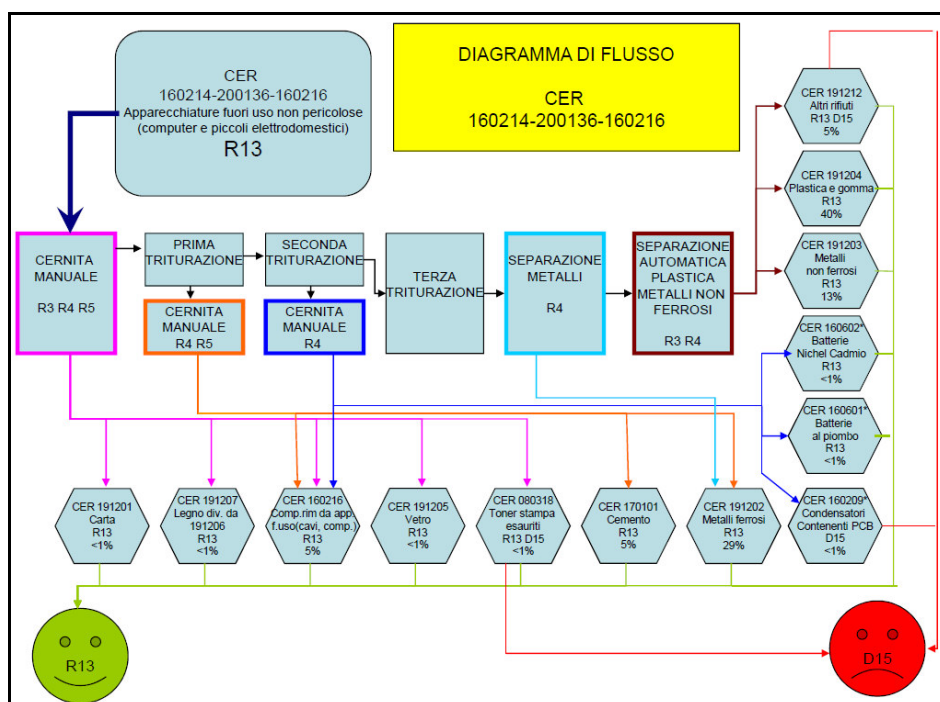 CER
160214-200136-160216
Apparecchiature fuori uso non pericolose
(computer e piccoli elettrodomestici)
R13
DIAGRAMMA DI FLUSSO
CER
160214-200136-160216
CERNITA
MANUALE
R3 R4 R5
PRIMA
TRITURAZIONE
CERNITA
MANUALE
R4 R5
SECONDA
TRITURAZIONE
CERNITA
MANUALE
R4
TERZA
TRITURAZIONE
SEPARAZIONE
METALLI
R4
SEPARAZIONE
AUTOMATICA
PLASTICA
METALLI NON
FERROSI
R3 R4
CER 191212
Altri rifiuti
R13 D15
5%
CER 191204
Plastica e gomma
R13
40%
CER 191203
Metalli
non ferrosi
R13
13%
CER 160602*
Batterie
Nichel Cadmio
R13
<1%
CER 160601*
Batterie
al piombo
R13
<1%
CER 191201
Carta
R13
<1%
CER 191207
Legno div. da
191206
R13
<1%
CER 160216
Comp.rim da app.
f.uso(cavi, comp.)
R13
5%
CER 191205
Vetro
R13
<1%
CER 080318
Toner stampa
esauriti
R13 D15
<1%
CER 170101
Cemento
R13
5%
CER 191202
Metalli ferrosi
R13
29%
CER 160209*
Condensatori
Contenenti PCB
D15
<1%
R13
D15